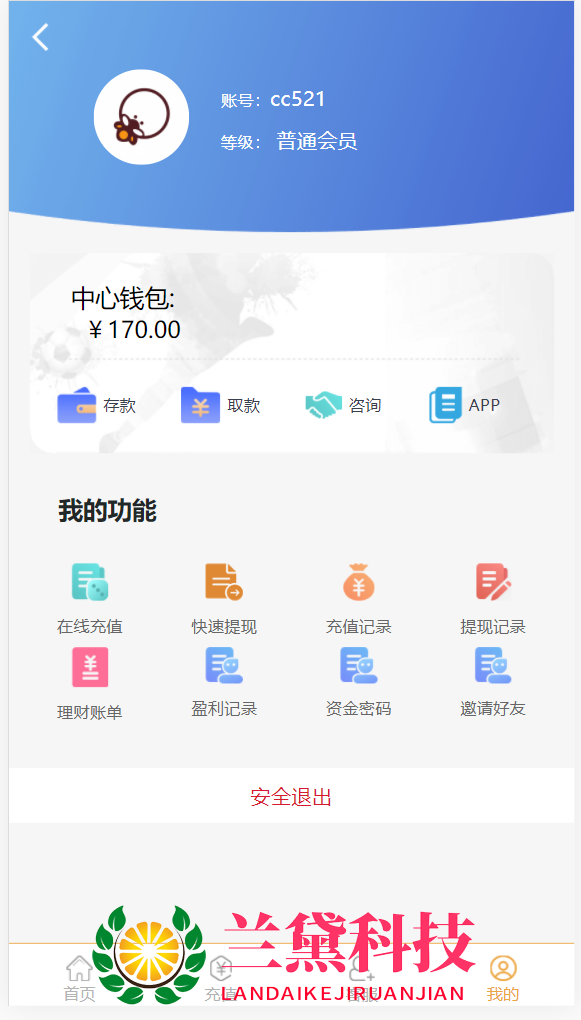 账号：cc521
等级： 普通会员
中心钱包:
￥170.00
存款 取款 咨询 APP
我的功能
在线充值 快速提现 充值记录 提现记录
理财账单 盈利记录 资金密码 邀请好友
安全退出
兰黛科技
LANDAIKEJIRUANJIAN
首页 充值 客服 我的